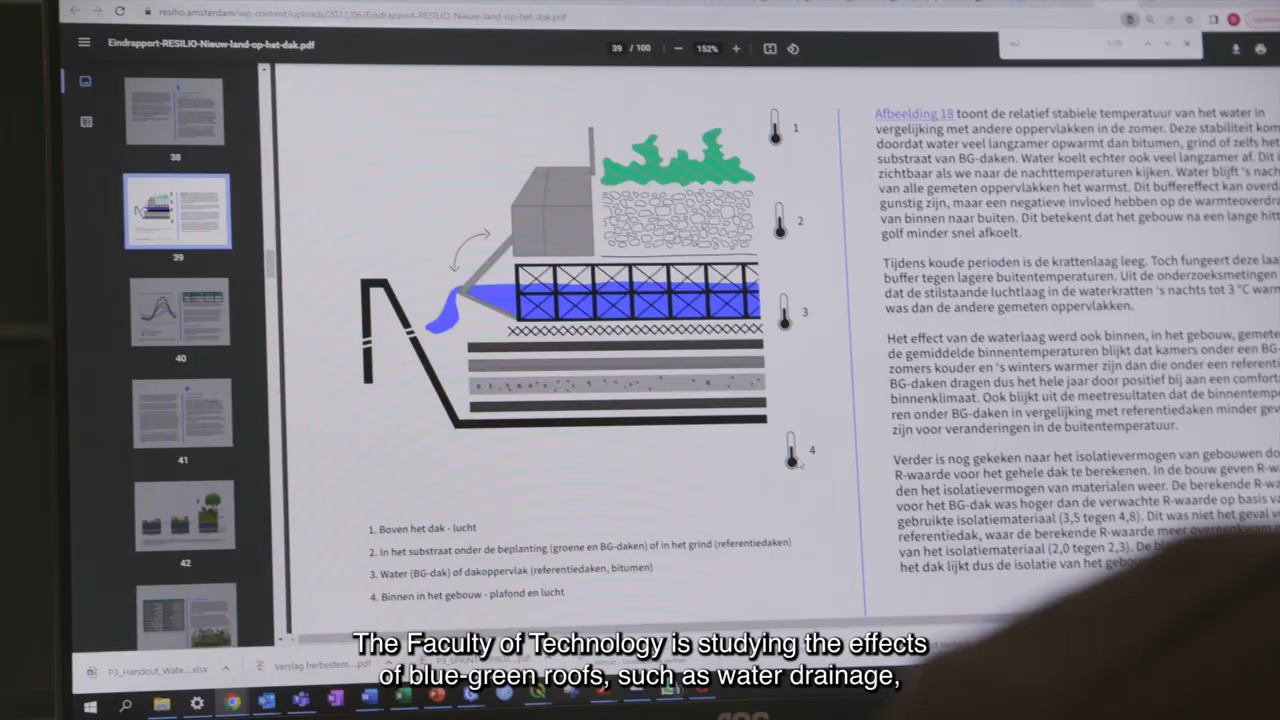 resilio.amsterdam/wp-content/uploads/2022/06/Eindrapport-RESILIO-Nieuw-land-op-het-dak.pdf
Eindrapport-RESILIO-Nieuw-land-op-het-dak.pdf
39 / 100
152%
38
39
40
41
42
1
2
3
4
1. Boven het dak - lucht
2. In het substraat onder de beplanting (groene en BG-daken) of in het grind (referentiedaken)
3. Water (BG-dak) of dakoppervlak (referentiedaken, bitumen)
4. Binnen in het gebouw - plafond en lucht
Afbeelding 18 toont de relatief stabiele temperatuur van het water in
vergelijking met andere oppervlakken in de zomer. Deze stabiliteit kom
doordat water veel langzamer opwarmt dan bitumen, grind of zelfs het
substraat van BG-daken. Water koelt echter ook veel langzamer af. Dit
zichtbaar als we naar de nachttemperaturen kijken. Water blijft 's nach
van alle gemeten oppervlakken het warmst. Dit buffereffect kan overda
gunstig zijn, maar een negatieve invloed hebben op de warmteoverdra
van binnen naar buiten. Dit betekent dat het gebouw na een lange hitt
golf minder snel afkoelt.
Tijdens koude perioden is de krattenlaag leeg. Toch fungeert deze laa
buffer tegen lagere buitentemperaturen. Uit de onderzoeksmetingen
dat de stilstaande luchtlaag in de waterkratten 's nachts tot 3 °C warm
was dan de andere gemeten oppervlakken.
Het effect van de waterlaag werd ook binnen, in het gebouw, gemete
de gemiddelde binnentemperaturen blijkt dat kamers onder een BG-
zomers kouder en 's winters warmer zijn dan die onder een referenti
BG-daken dragen dus het hele jaar door positief bij aan een comfort
binnenklimaat. Ook blijkt uit de meetresultaten dat de binnentempe
ren onder BG-daken in vergelijking met referentiedaken minder gev
zijn voor veranderingen in de buitentemperatuur.
Verder is nog gekeken naar het isolatievermogen van gebouwen do
R-waarde voor het gehele dak te berekenen. In de bouw geven R-wa
den het isolatievermogen van materialen weer. De berekende R-wa
voor het BG-dak was hoger dan de verwachte R-waarde op basis va
gebruikte isolatiemateriaal (3,5 tegen 4,8). Dit was niet het geval v
referentiedak, waar de berekende R-waarde meer overeenkwam
van het isolatiemateriaal (2,0 tegen 2,3). De
het dak lijkt dus de isolatie van het gebou
The Faculty of Technology is studying the effects
of blue-green roofs, such as water drainage,
P3_Handout_Wate....xlsx
Verslag herbestem....pdf